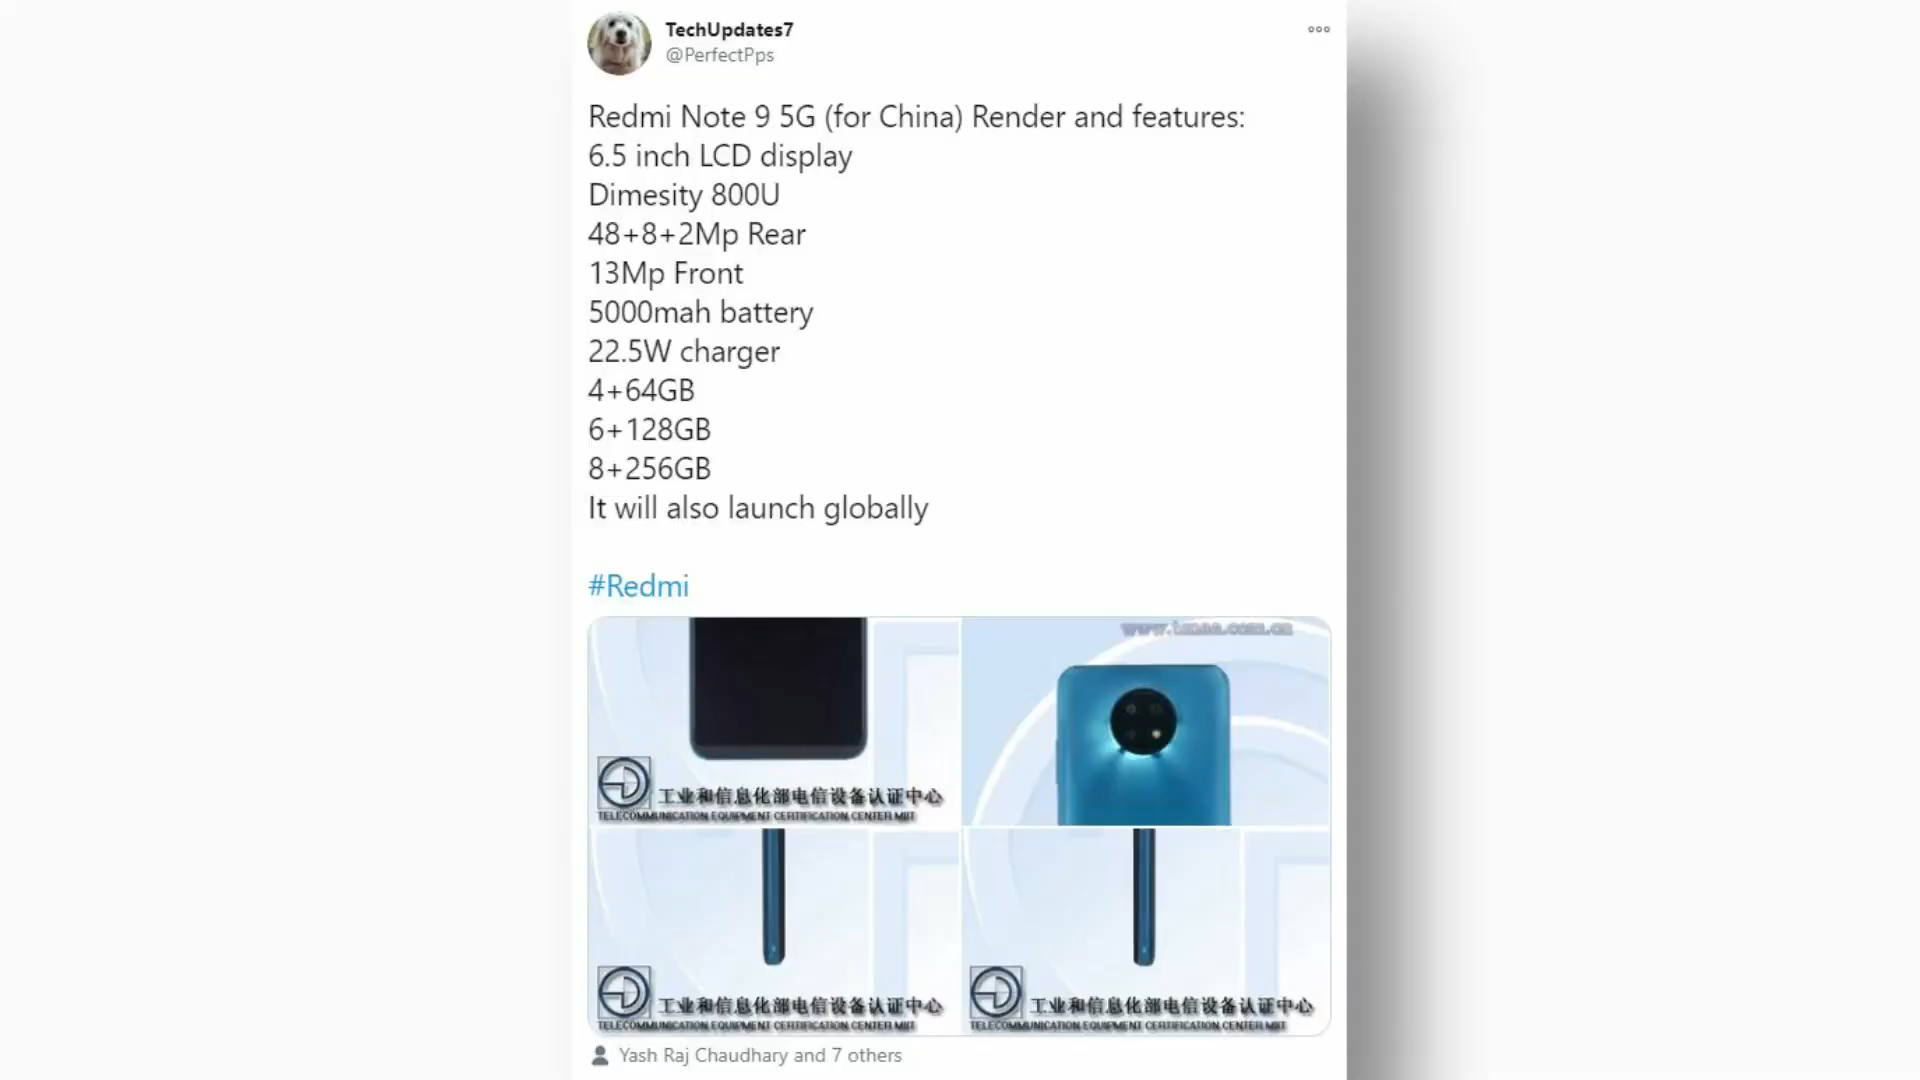 TechUpdates7
@PerfectPps
Redmi Note 9 5G (for China) Render and features:
6.5 inch LCD display
Dimesity 800U
48+8+2Mp Rear
13Mp Front
5000mah battery
22.5W charger
4+64GB
6+128GB
8+256GB
It will also launch globally
#Redmi
工业和信息化部电信设备认证中心
TELECOMMUNICATION EQUIPMENT CERTIFICATION CENTER MIIT
工业和信息化部电信设备认证中心
TELECOMMUNICATION EQUIPMENT CERTIFICATION CENTER MIIT
工业和信息化部电信设备认证中心
TELECOMMUNICATION EQUIPMENT CERTIFICATION CENTER MIIT
Yash Raj Chaudhary and 7 others